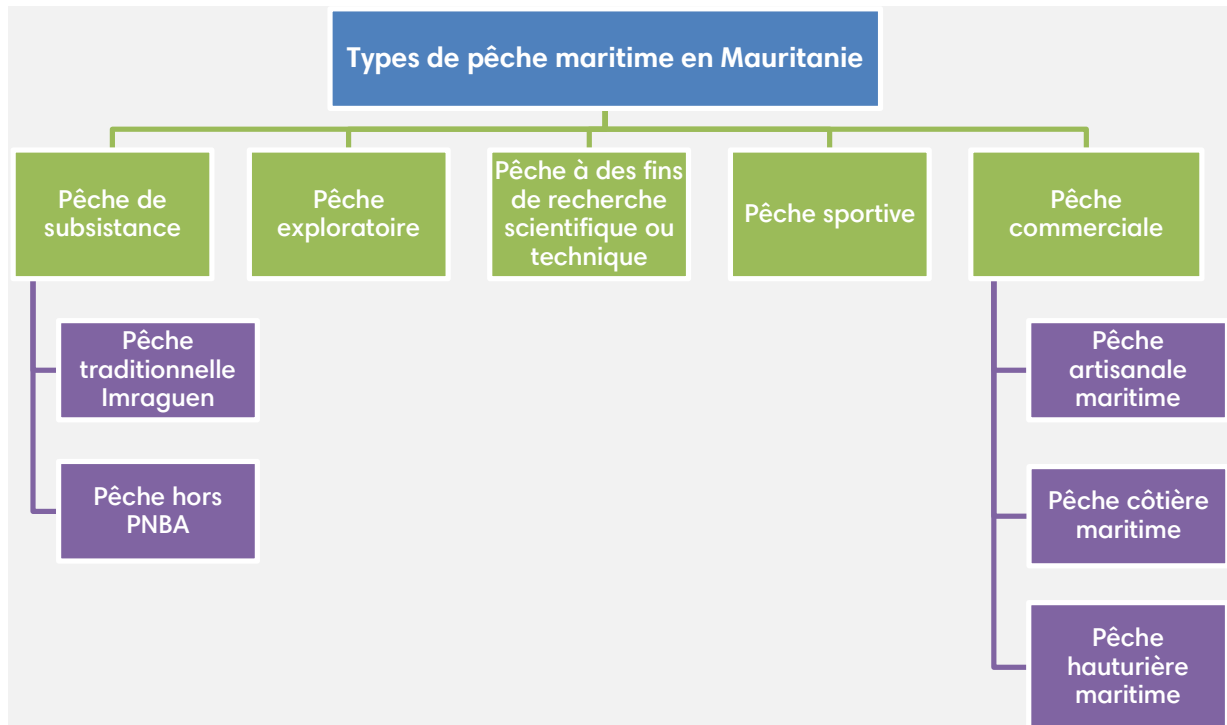 Types de pêche maritime en Mauritanie
Pêche de
subsistance
Pêche
exploratoire
Pêche à des fins
de recherche
scientifique ou
technique
Pêche sportive
Pêche
commerciale
Pêche
traditionnelle
Imraguen
Pêche hors
PNBA
Pêche
artisanale
maritime
Pêche côtière
maritime
Pêche
hauturière
maritime